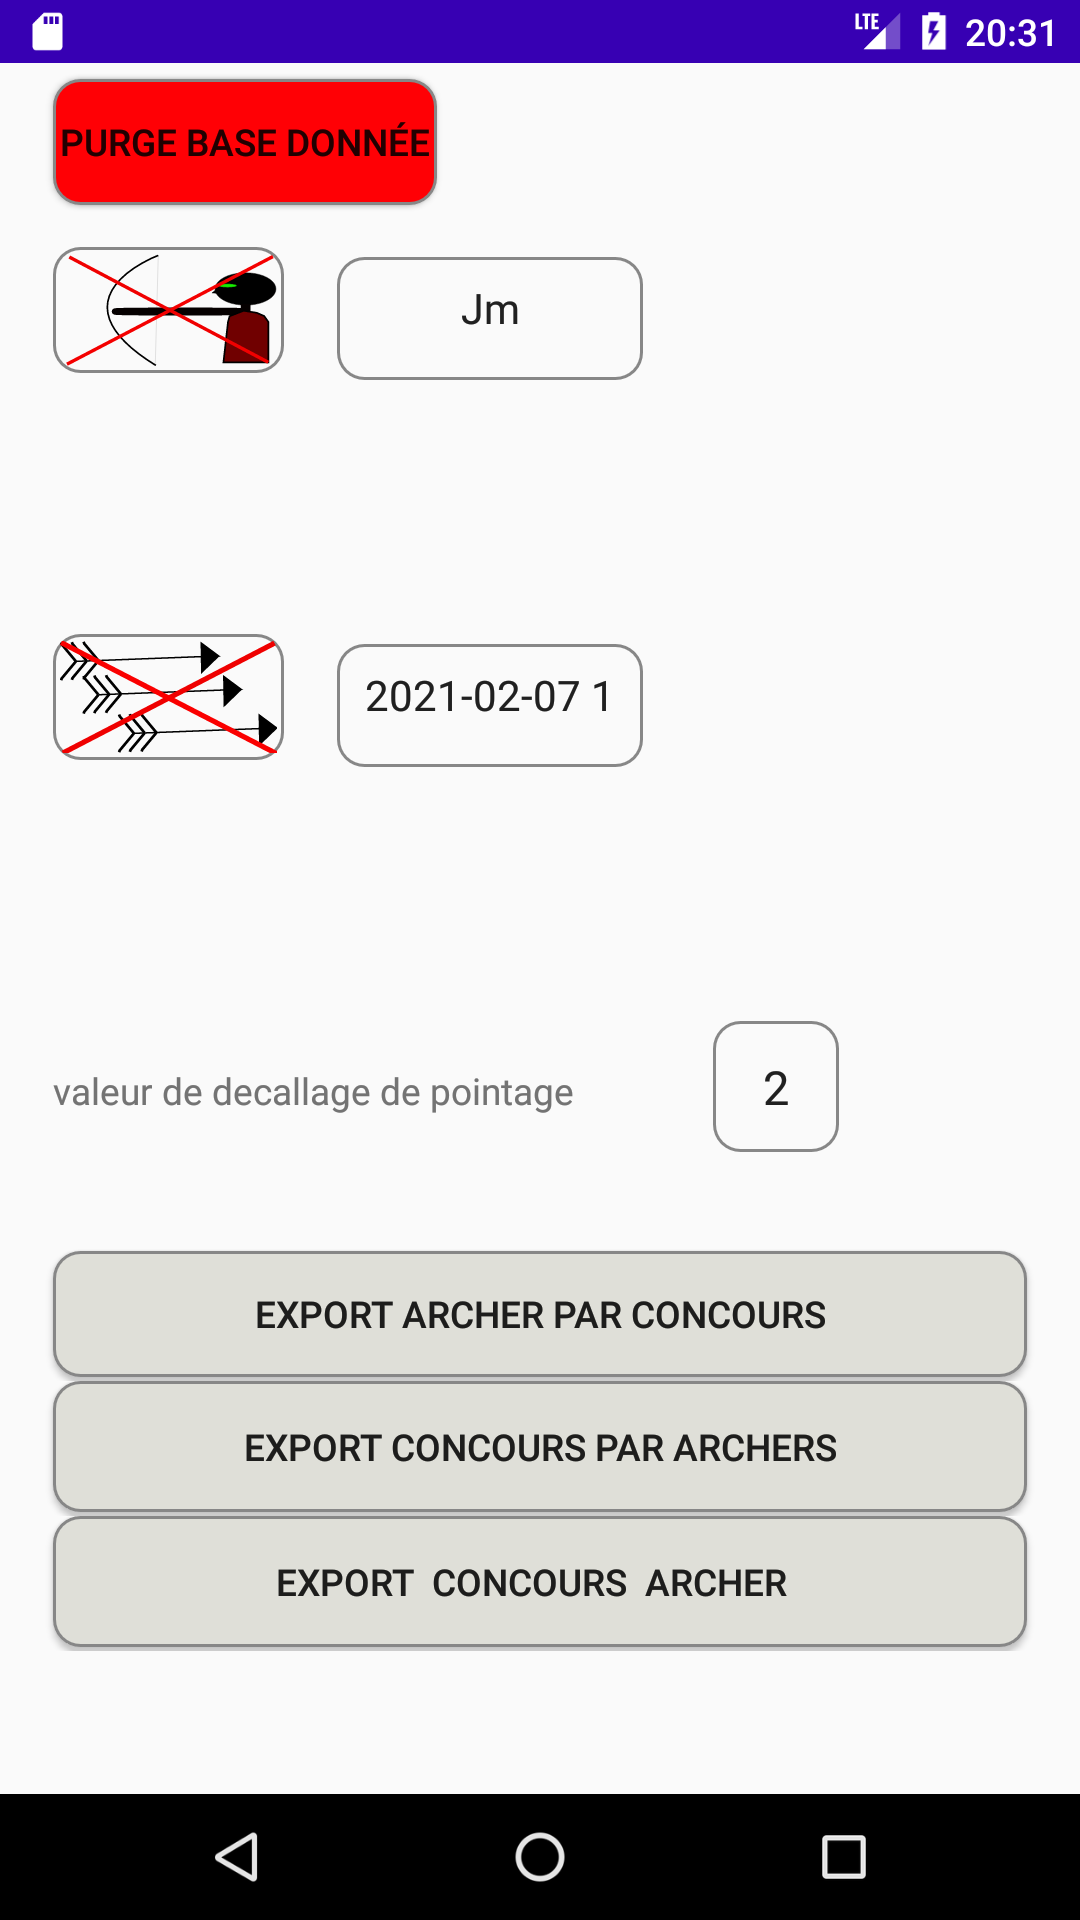 LTE 20:31
PURGE BASE DONNÉE
Jm
2021-02-07 1
valeur de decallage de pointage 2
EXPORT ARCHER PAR CONCOURS
EXPORT CONCOURS PAR ARCHERS
EXPORT CONCOURS ARCHER